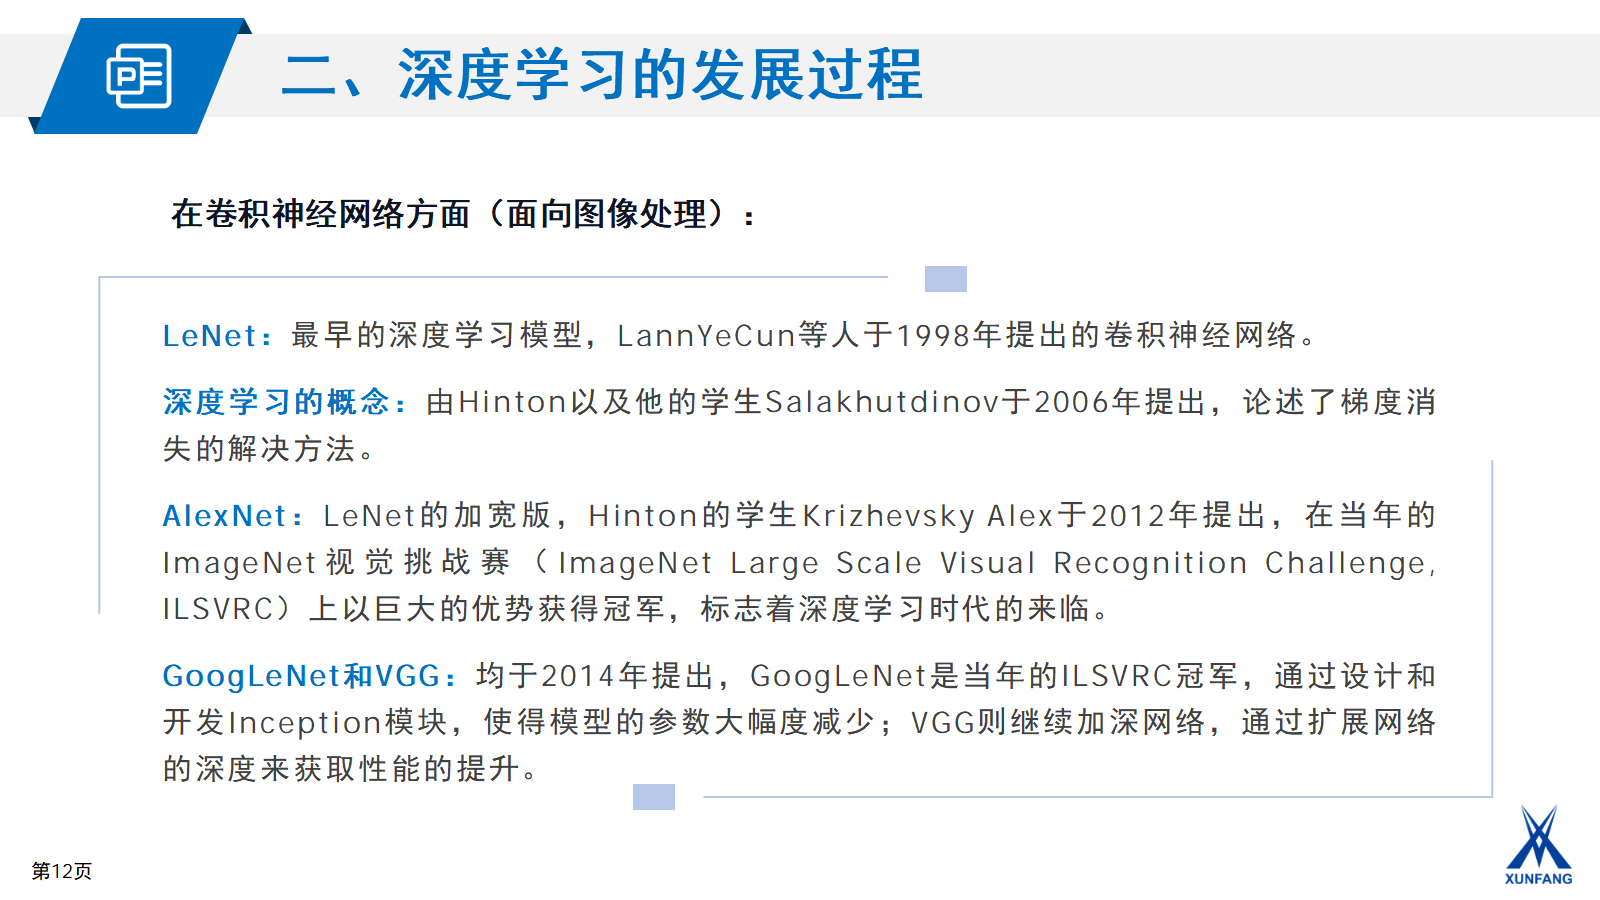 二、深度学习的发展过程
在卷积神经网络方面（面向图像处理）：
LeNet：最早的深度学习模型，LannYeCun等人于1998年提出的卷积神经网络。
深度学习的概念：由Hinton以及他的学生Salakhutdinov于2006年提出，论述了梯度消
失的解决方法。
AlexNet：LeNet的加宽版，Hinton的学生Krizhevsky Alex于2012年提出，在当年的
ImageNet视觉挑战赛（ImageNet Large Scale Visual Recognition Challenge,
ILSVRC）上以巨大的优势获得冠军，标志着深度学习时代的来临。
GoogLeNet和VGG：均于2014年提出，GoogLeNet是当年的ILSVRC冠军，通过设计和
开发Inception模块，使得模型的参数大幅度减少；VGG则继续加深网络，通过扩展网络
的深度来获取性能的提升。
第12页
XUNFANG